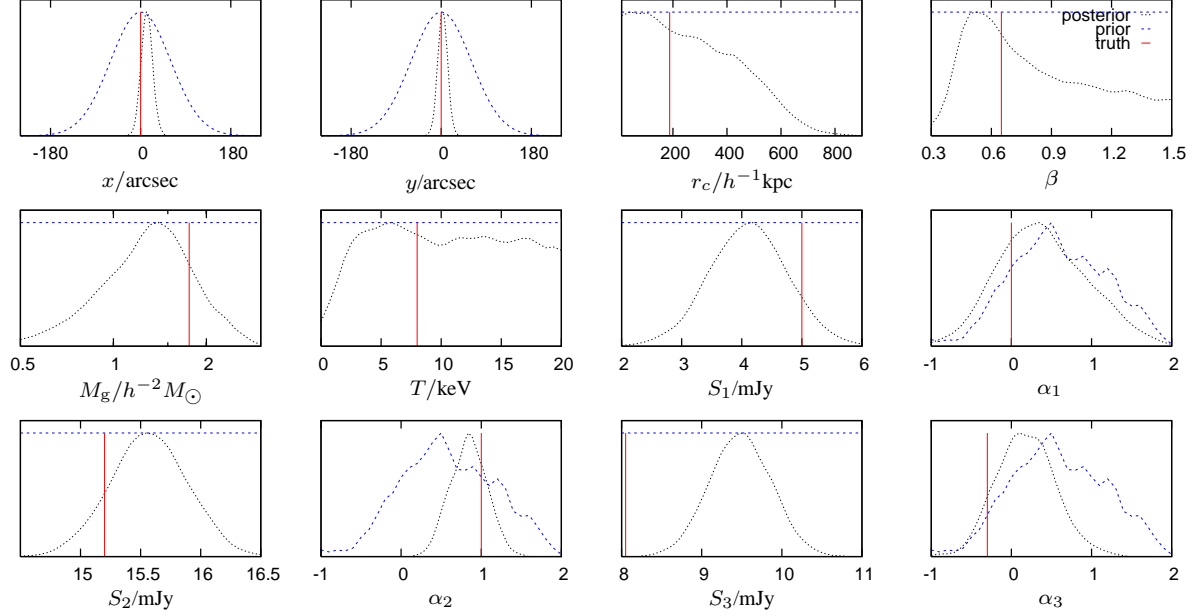 posterior
prior
truth
-180 0 180
-180 0 180
200 400 600 800
0.3 0.6 0.9 1.2 1.5
x/arcsec
y/arcsec
r_c/h^{-1}kpc
β
0.5 1 2
0 5 10 15 20
2 3 4 5 6
-1 0 1 2
M_g/h^{-2}M_⊙
T/keV
S_1/mJy
α_1
15 15.5 16 16.5
-1 0 1 2
8 9 10 11
-1 0 1 2
S_2/mJy
α_2
S_3/mJy
α_3